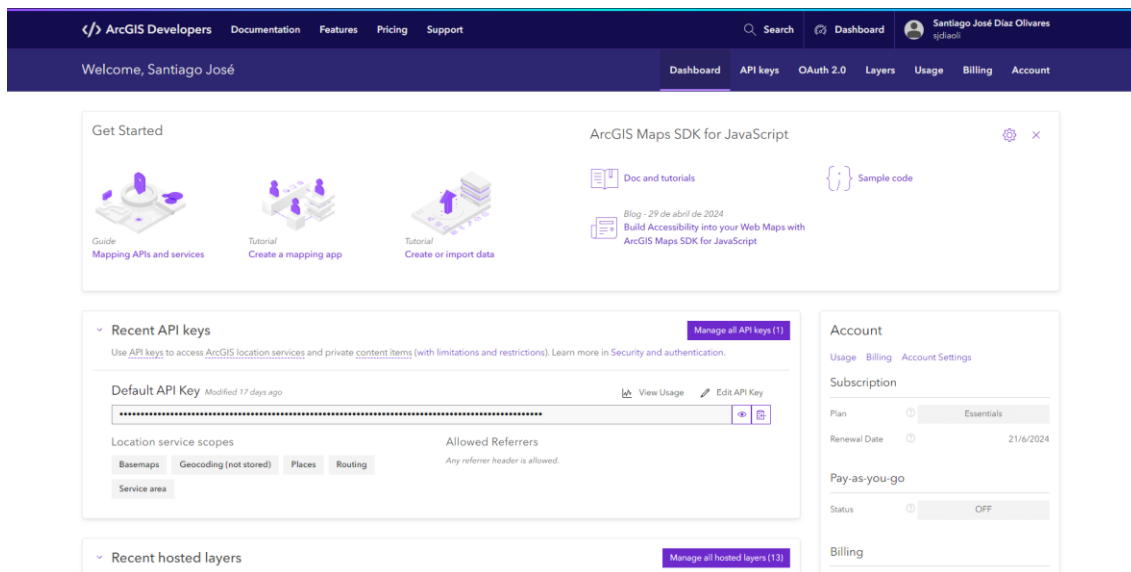 </> ArcGIS Developers Documentation Features Pricing Support Search Dashboard Santiago José Díaz Olivares
sjdiaoli
Welcome, Santiago José Dashboard API keys OAuth 2.0 Layers Usage Billing Account
Get Started
Guide
Mapping APIs and services
Tutorial
Create a mapping app
Tutorial
Create or import data
ArcGIS Maps SDK for JavaScript
Doc and tutorials
Sample code
Blog - 29 de abril de 2024
Build Accessibility into your Web Maps with
ArcGIS Maps SDK for JavaScript
Recent API keys Manage all API keys (1)
Use API keys to access ArcGIS location services and private content items (with limitations and restrictions). Learn more in Security and authentication.
Default API Key Modified 17 days ago View Usage Edit API Key
Location service scopes
Basemaps Geocoding (not stored) Places Routing
Service area
Allowed Referrers
Any referrer header is allowed.
Recent hosted layers Manage all hosted layers (13)
Account
Usage Billing Account Settings
Subscription
Plan Essentials
Renewal Date 21/6/2024
Pay-as-you-go
Status OFF
Billing